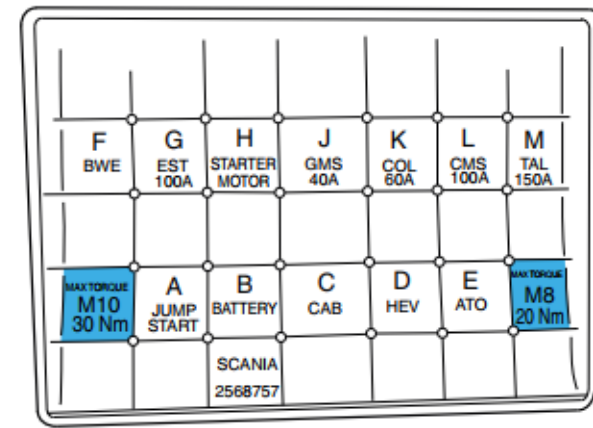 F
BWE
G
EST
100A
H
STARTER
MOTOR
J
GMS
40A
K
COL
60A
L
CMS
100A
M
TAL
150A
MAX TORQUE
M10
30 Nm
A
JUMP
START
B
BATTERY
C
CAB
D
HEV
E
ATO
MAX TORQUE
M8
20 Nm
SCANIA
2568757